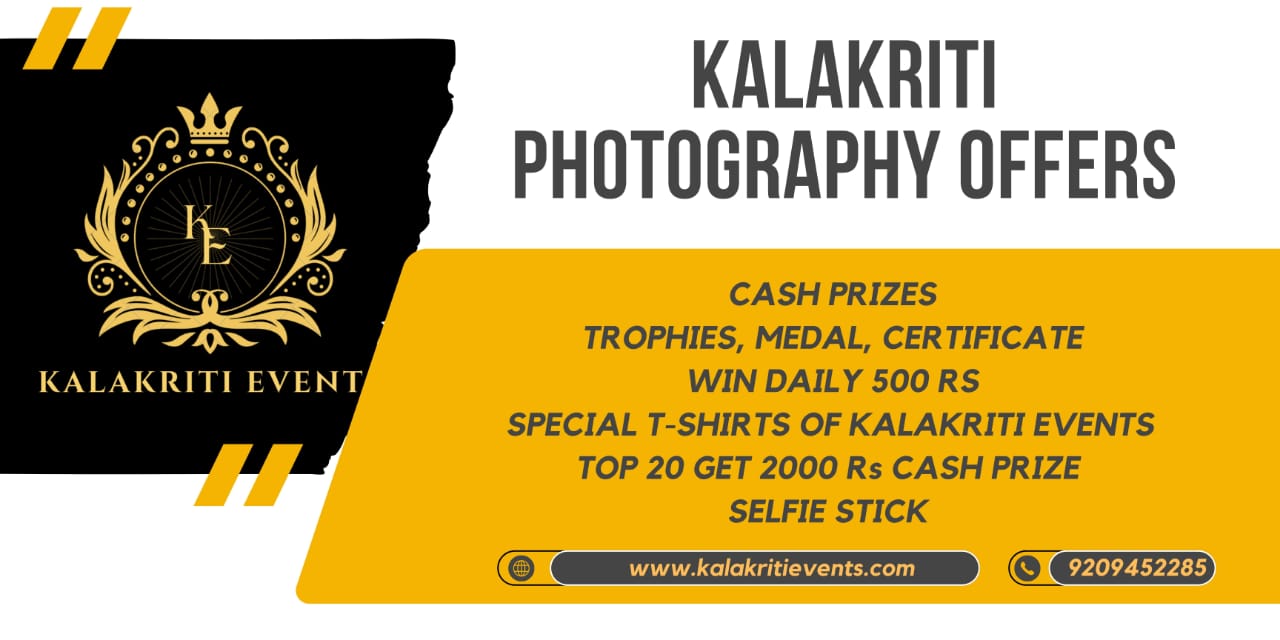 KE
KALAKRITI EVENT
KALAKRITI
PHOTOGRAPHY OFFERS
CASH PRIZES
TROPHIES, MEDAL, CERTIFICATE
WIN DAILY 500 RS
SPECIAL T-SHIRTS OF KALAKRITI EVENTS
TOP 20 GET 2000 Rs CASH PRIZE
SELFIE STICK
www.kalakritievents.com
9209452285